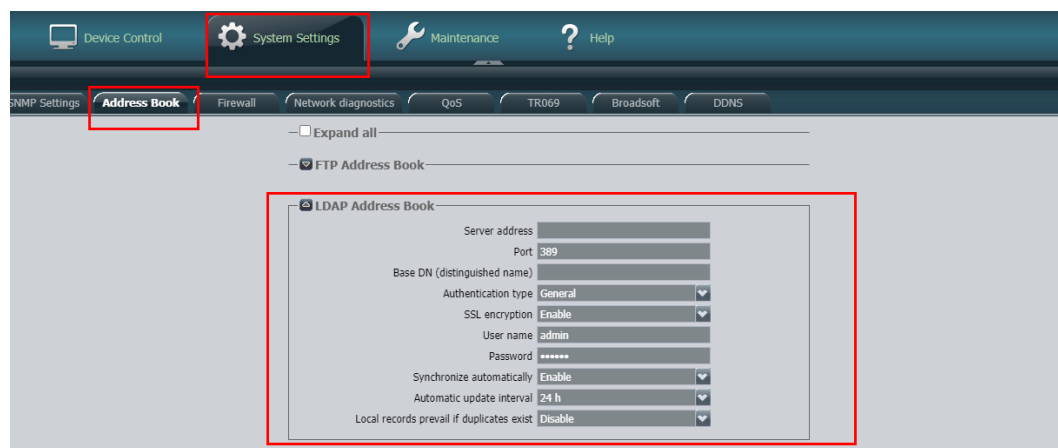 Device Control System Settings Maintenance Help
SNMP Settings Address Book Firewall Network diagnostics QoS TR069 Broadsoft DDNS
Expand all
FTP Address Book
LDAP Address Book
Server address
Port 389
Base DN (distinguished name)
Authentication type General
SSL encryption Enable
User name admin
Password ••••••
Synchronize automatically Enable
Automatic update interval 24 h
Local records prevail if duplicates exist Disable